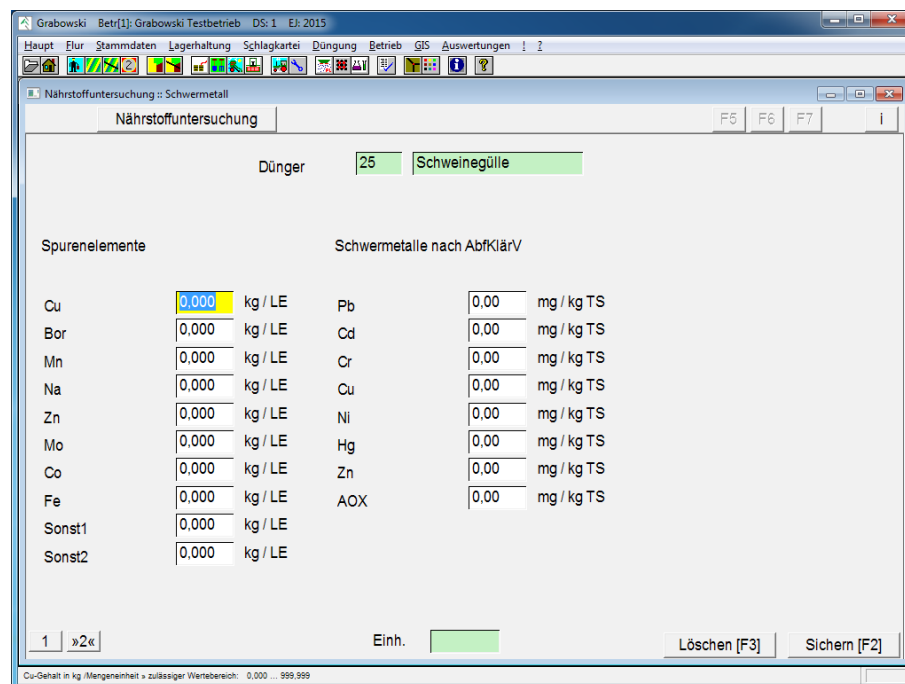 Grabowski Betr[1]: Grabowski Testbetrieb DS: 1 EJ: 2015
Haupt Flur Stammdaten Lagerhaltung Schlagkartei Düngung Betrieb GIS Auswertungen ! ?
Nährstoffuntersuchung :: Schwermetall
Nährstoffuntersuchung F5 F6 F7 i
Dünger 25 Schweinegülle
Spurenelemente Schwermetalle nach AbfKlärV
Cu 0,000 kg / LE Pb 0,00 mg / kg TS
Bor 0,000 kg / LE Cd 0,00 mg / kg TS
Mn 0,000 kg / LE Cr 0,00 mg / kg TS
Na 0,000 kg / LE Cu 0,00 mg / kg TS
Zn 0,000 kg / LE Ni 0,00 mg / kg TS
Mo 0,000 kg / LE Hg 0,00 mg / kg TS
Co 0,000 kg / LE Zn 0,00 mg / kg TS
Fe 0,000 kg / LE AOX 0,00 mg / kg TS
Sonst1 0,000 kg / LE
Sonst2 0,000 kg / LE
1 »2« Einh. Löschen [F3] Sichern [F2]
Cu-Gehalt in kg /Mengeneinheit » zulässiger Wertebereich: 0,000 ... 999,999